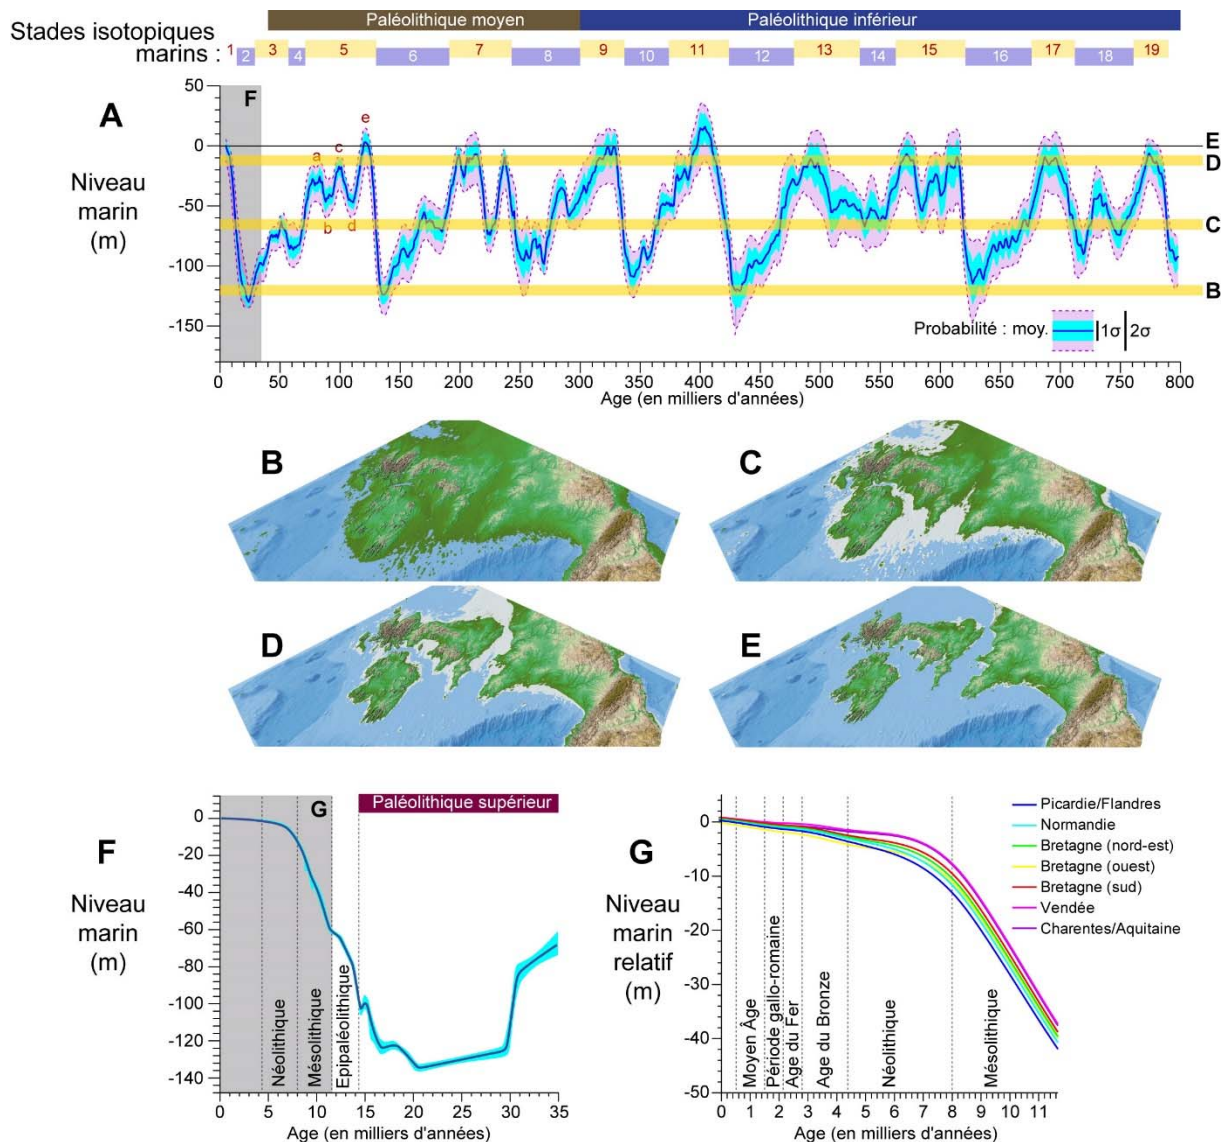 Paléolithique moyen Paléolithique inférieur
Stades isotopiques
marins :
1 3 5 7 9 11 13 15 17 19
2 4 6 8 10 12 14 16 18
A
Niveau
marin
(m)
50
0
-50
-100
-150
F
a c e
b d
E
D
C
B
Probabilité : moy. 1σ 2σ
0 50 100 150 200 250 300 350 400 450 500 550 600 650 700 750 800
Age (en milliers d'années)
B
C
D
E
F
Niveau
marin
(m)
0
-20
-40
-60
-80
-100
-120
-140
G
Paléolithique supérieur
Néolithique
Mésolithique
Epipaléolithique
0 5 10 15 20 25 30 35
Age (en milliers d'années)
G
Niveau
marin
relatif
(m)
0
-10
-20
-30
-40
-50
Moyen Âge
Période gallo-romaine
Age du Fer
Age du Bronze
Néolithique
Mésolithique
0 1 2 3 4 5 6 7 8 9 10 11
Age (en milliers d'années)
Picardie/Flandres
Normandie
Bretagne (nord-est)
Bretagne (ouest)
Bretagne (sud)
Vendée
Charentes/Aquitaine